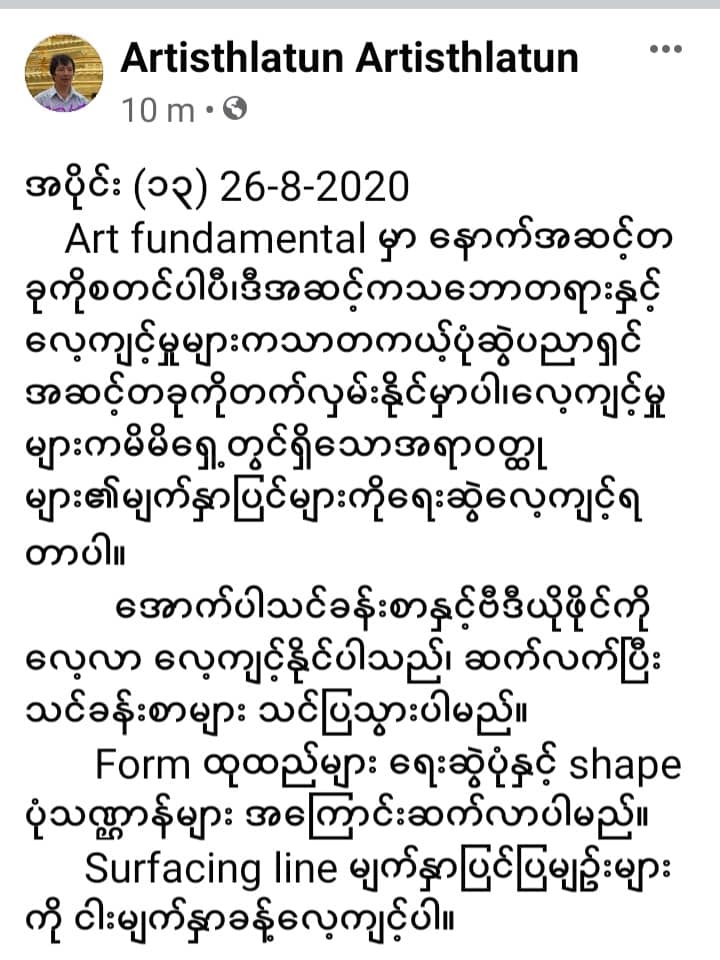 Artisthlatun Artisthlatun
10 m
အပိုင်း (၁၃) 26-8-2020
Art fundamental မှာ နောက်အဆင့်တ
ခုကိုစတင်ပါပီ၊ဒီအဆင့်ကသဘောတရားနှင့်
လေ့ကျင့်မှုများကသာတကယ့်ပုံဆွဲပညာရှင်
အဆင့်တခုကိုတက်လှမ်းနိုင်မှာပါ၊လေ့ကျင့်မှု
များကမိမိရှေ့တွင်ရှိသောအရာဝတ္ထု
များ၏မျက်နှာပြင်များကိုရေးဆွဲလေ့ကျင့်ရ
တာပါ။
အောက်ပါသင်ခန်းစာနှင့်ဗီဒီယိုဖိုင်ကို
လေ့လာ လေ့ကျင့်နိုင်ပါသည်၊ ဆက်လက်ပြီး
သင်ခန်းစာများ သင်ပြသွားပါမည်။
Form ထုထည်များ ရေးဆွဲပုံနှင့် shape
ပုံသဏ္ဌာန်များ အကြောင်းဆက်လာပါမည်။
Surfacing line မျက်နှာပြင်ပြမျဉ်းများ
ကို ငါးမျက်နှာခန့်လေ့ကျင့်ပါ။